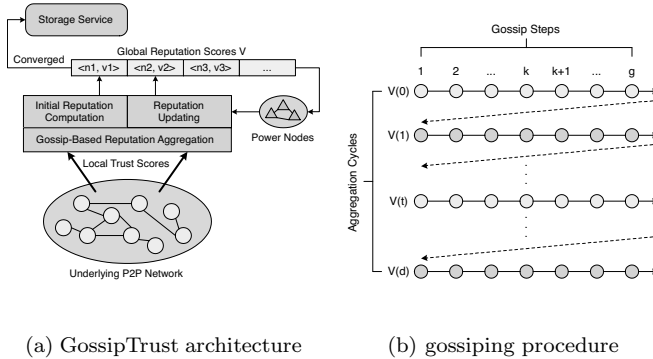 Storage Service
Converged
Global Reputation Scores V
<n1, v1> <n2, v2> <n3, v3> ...
Initial Reputation Computation
Reputation Updating
Power Nodes
Gossip-Based Reputation Aggregation
Local Trust Scores
Underlying P2P Network
(a) GossipTrust architecture
Gossip Steps
1 2 ... k k+1 ... g
Aggregation Cycles
V(0)
V(1)
V(t)
V(d)
(b) gossiping procedure